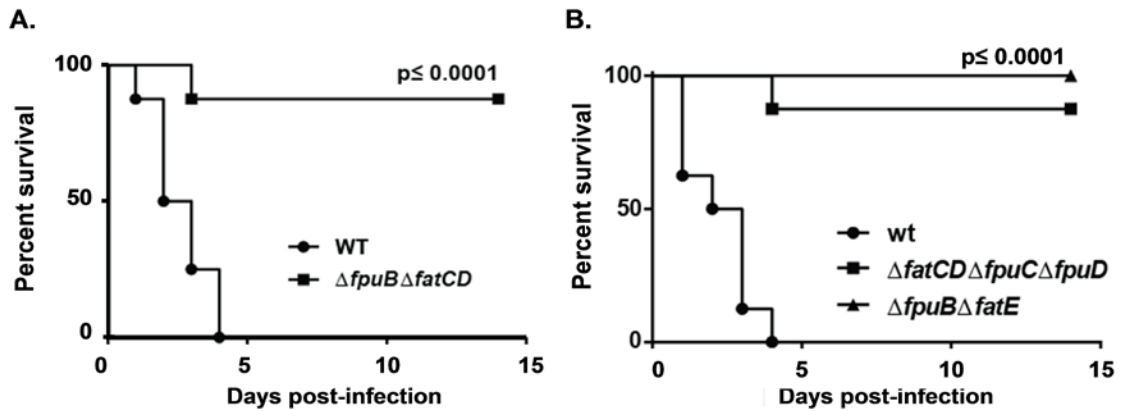 A.
Percent survival
100
50
0
p≤ 0.0001
WT
ΔfpuBΔfatCD
0
5
10
15
Days post-infection
B.
Percent survival
100
50
0
p≤ 0.0001
wt
ΔfatCDΔfpuCΔfpuD
ΔfpuBΔfatE
0
5
10
15
Days post-infection